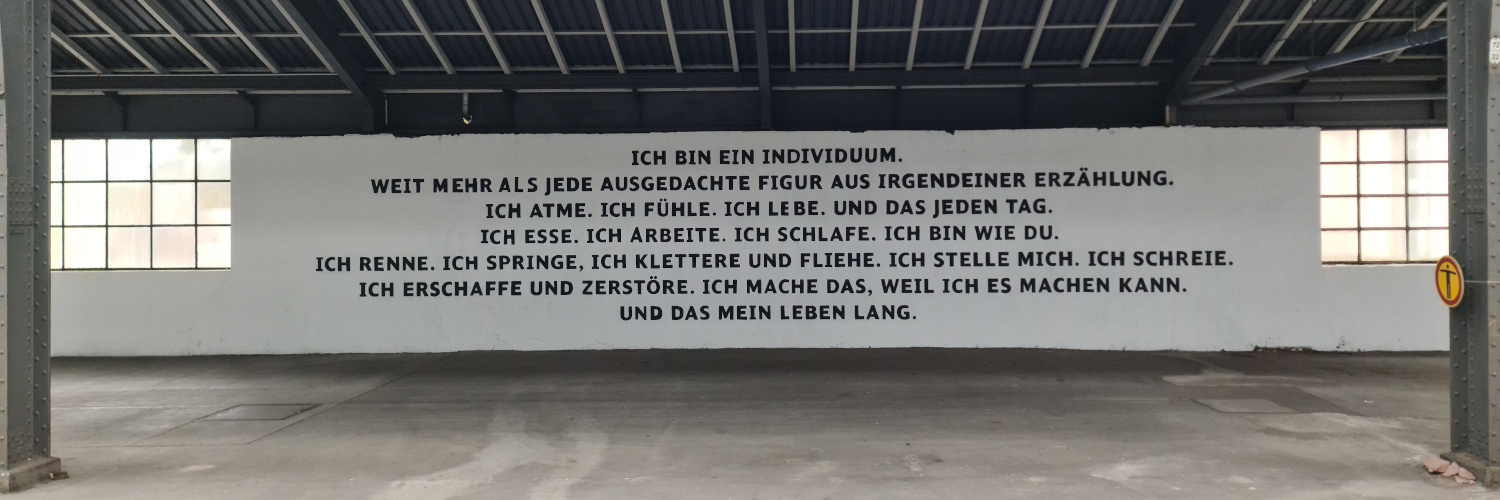 ICH BIN EIN INDIVIDUUM.
WEIT MEHR ALS JEDE AUSGEDACHTE FIGUR AUS IRGENDEINER ERZÄHLUNG.
ICH ATME. ICH FÜHLE. ICH LEBE. UND DAS JEDEN TAG.
ICH ESSE. ICH ARBEITE. ICH SCHLAFE. ICH BIN WIE DU.
ICH RENNE. ICH SPRINGE, ICH KLETTERE UND FLIEHE. ICH STELLE MICH. ICH SCHREIE.
ICH ERSCHAFFE UND ZERSTÖRE. ICH MACHE DAS, WEIL ICH ES MACHEN KANN.
UND DAS MEIN LEBEN LANG.